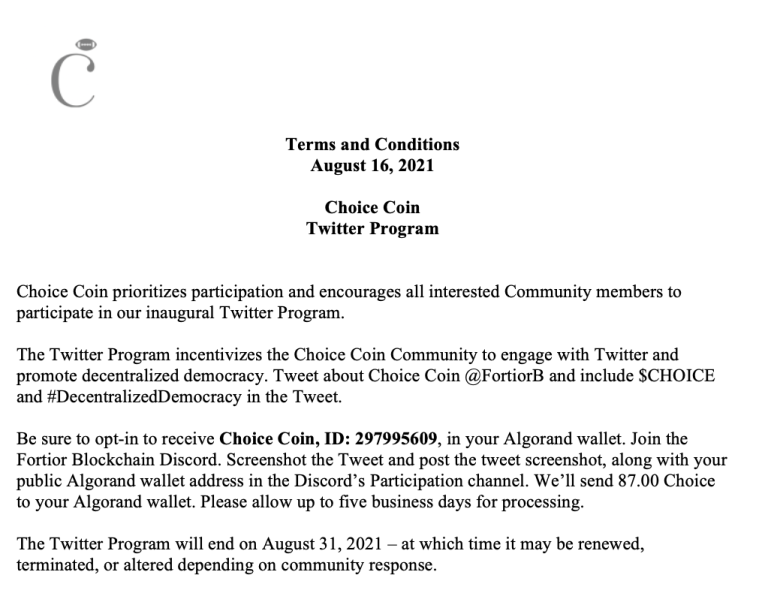 C
Terms and Conditions
August 16, 2021
Choice Coin
Twitter Program
Choice Coin prioritizes participation and encourages all interested Community members to
participate in our inaugural Twitter Program.
The Twitter Program incentivizes the Choice Coin Community to engage with Twitter and
promote decentralized democracy. Tweet about Choice Coin @FortiorB and include $CHOICE
and #DecentralizedDemocracy in the Tweet.
Be sure to opt-in to receive Choice Coin, ID: 297995609, in your Algorand wallet. Join the
Fortior Blockchain Discord. Screenshot the Tweet and post the tweet screenshot, along with your
public Algorand wallet address in the Discord's Participation channel. We'll send 87.00 Choice
to your Algorand wallet. Please allow up to five business days for processing.
The Twitter Program will end on August 31, 2021 – at which time it may be renewed,
terminated, or altered depending on community response.